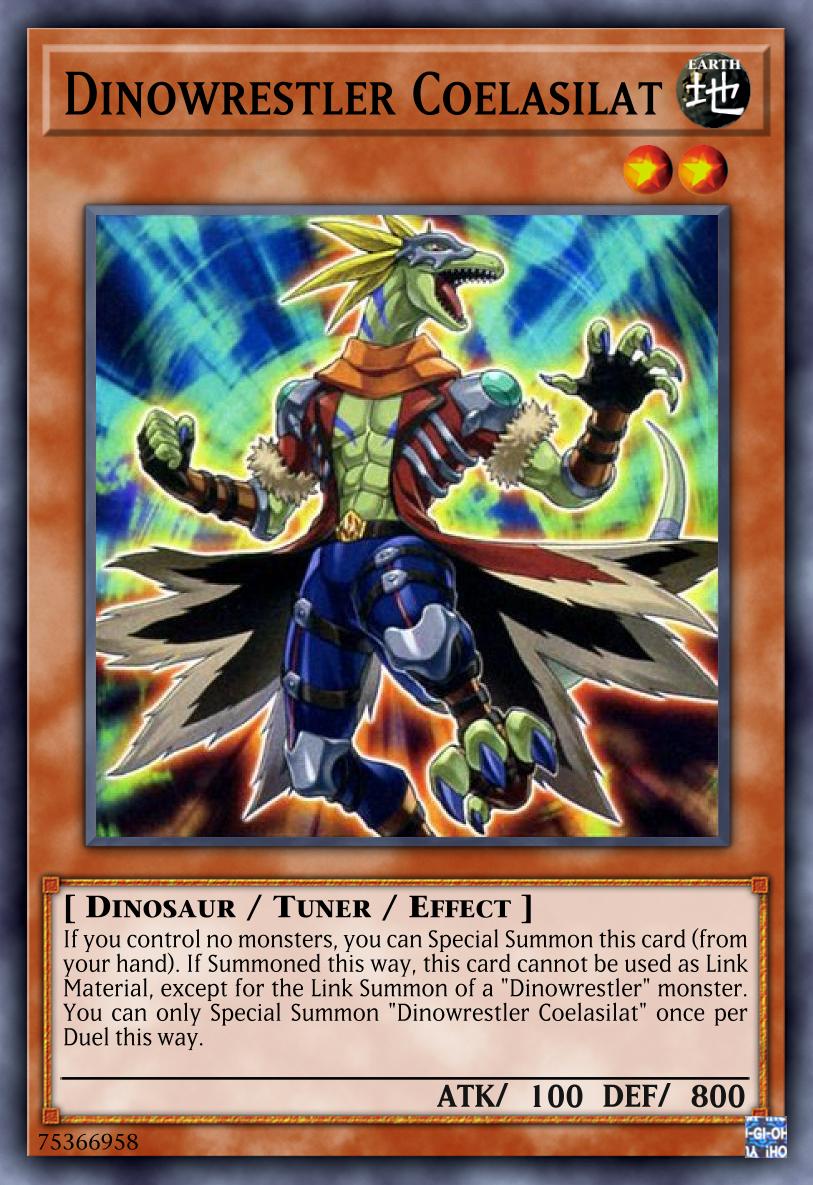 Dinowrestler Coelasilat
EARTH
地
[ Dinosaur / Tuner / Effect ]
If you control no monsters, you can Special Summon this card (from
your hand). If Summoned this way, this card cannot be used as Link
Material, except for the Link Summon of a "Dinowrestler" monster.
You can only Special Summon "Dinowrestler Coelasilat" once per
Duel this way.
ATK/ 100 DEF/ 800
75366958